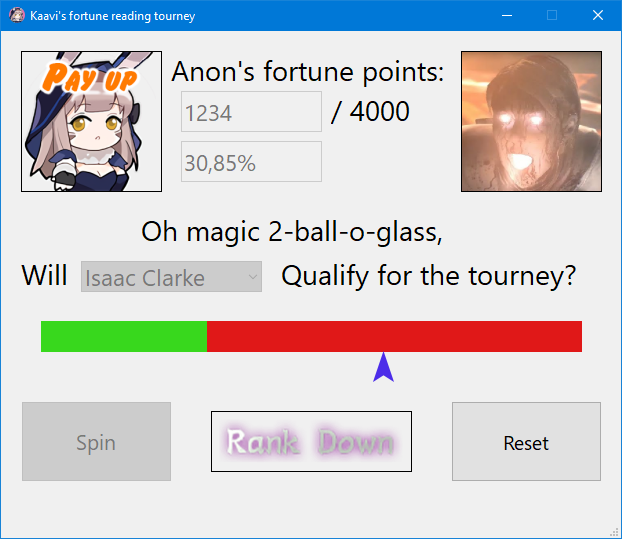 Kaavi's fortune reading tourney
PAY UP
Anon's fortune points:
1234 / 4000
30,85%
Oh magic 2-ball-o-glass,
Will Isaac Clarke Qualify for the tourney?
Spin
Rank Down
Reset